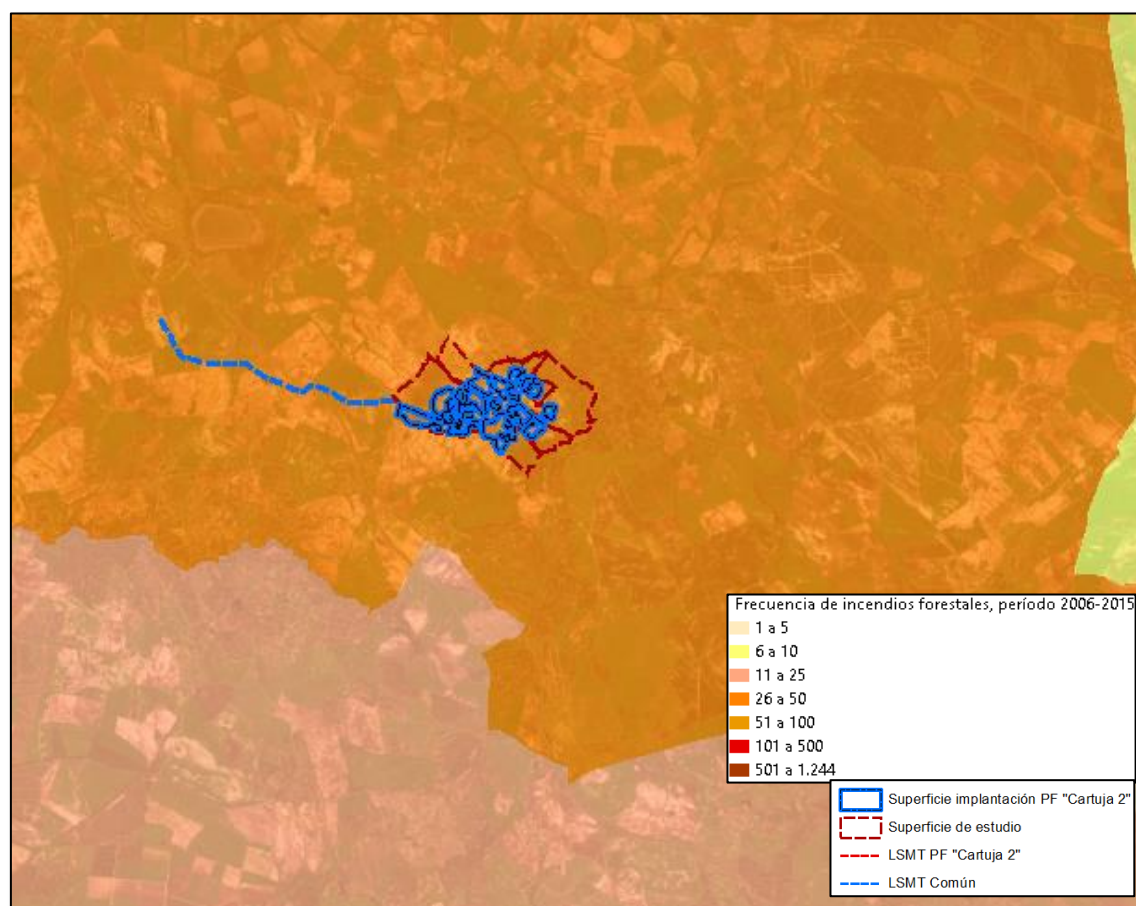 Frecuencia de incendios forestales, período 2006-2015
1 a 5
6 a 10
11 a 25
26 a 50
51 a 100
101 a 500
501 a 1.244
Superficie implantación PF "Cartuja 2"
Superficie de estudio
LSMT PF "Cartuja 2"
LSMT Común